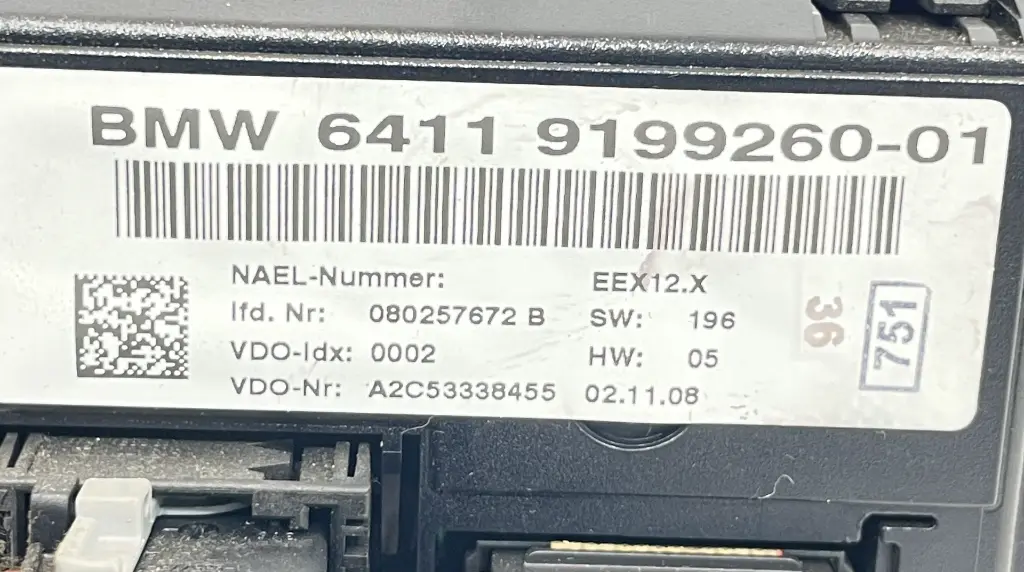 BMW 6411 9199260-01
NAEL-Nummer: EEX12.X
lfd. Nr: 080257672 B SW: 196
VDO-Idx: 0002 HW: 05
VDO-Nr: A2C53338455 02.11.08
36
751